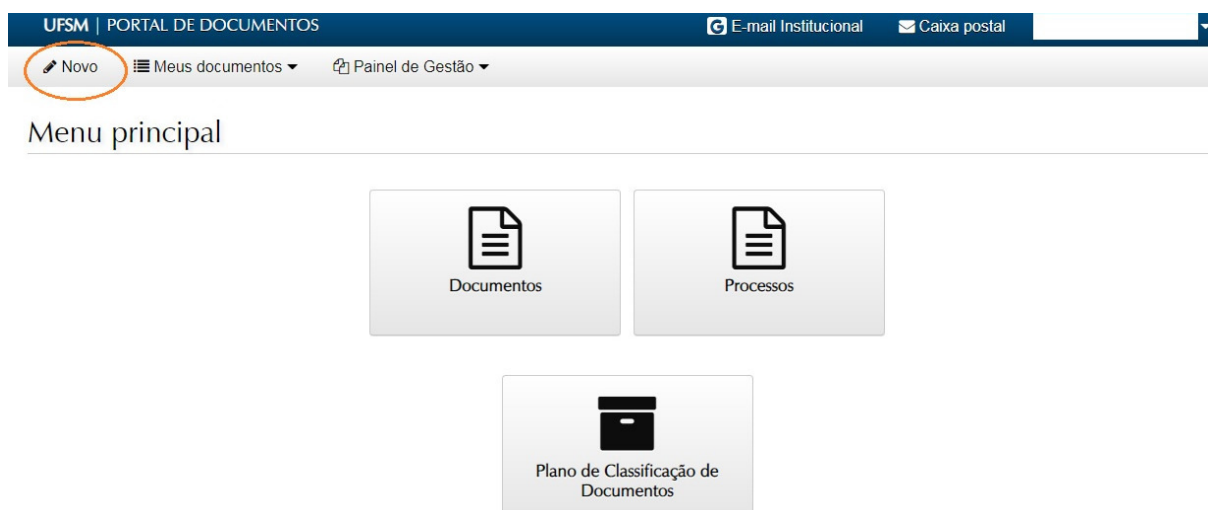 UFSM | PORTAL DE DOCUMENTOS E-mail Institucional Caixa postal
Novo Meus documentos Painel de Gestão
Menu principal
Documentos Processos
Plano de Classificação de
Documentos